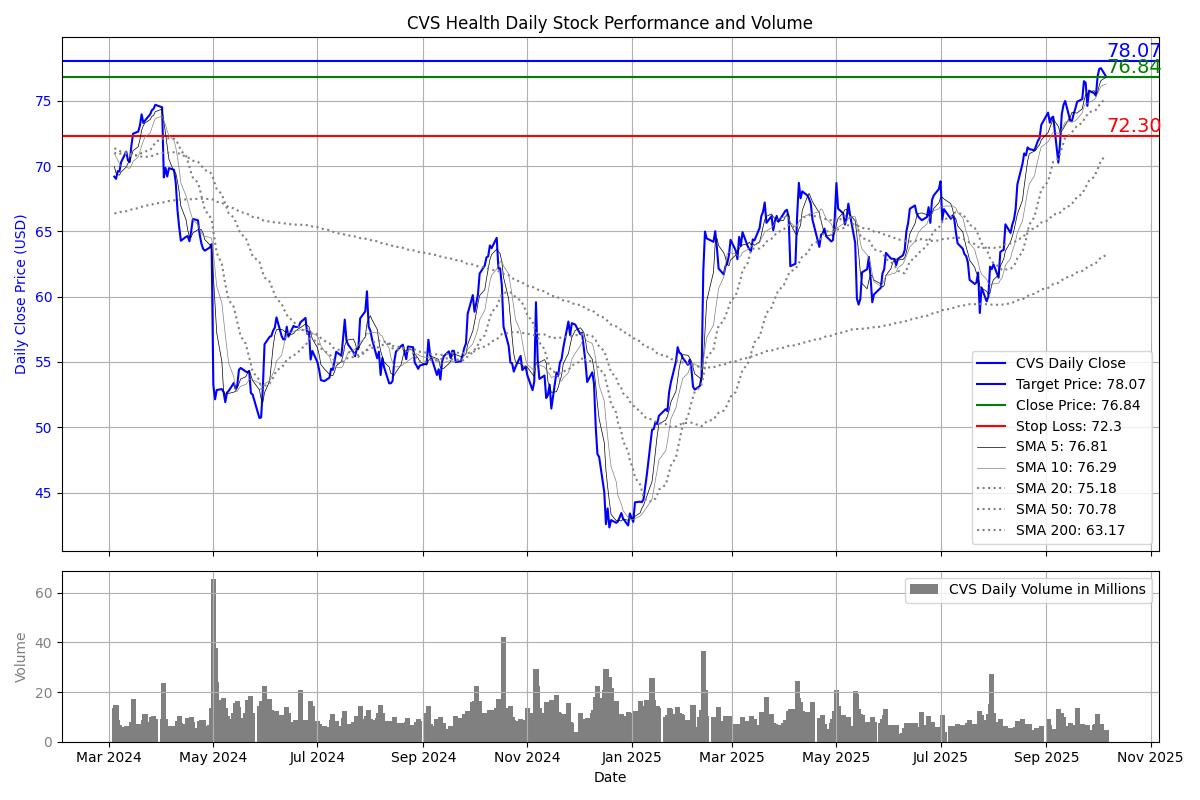 CVS Health Daily Stock Performance and Volume
78.07
76.84
72.30
75
70
65
60
55
50
45
Daily Close Price (USD)
CVS Daily Close
Target Price: 78.07
Close Price: 76.84
Stop Loss: 72.3
SMA 5: 76.81
SMA 10: 76.29
SMA 20: 75.18
SMA 50: 70.78
SMA 200: 63.17
60
40
20
0
Volume
CVS Daily Volume in Millions
Mar 2024 May 2024 Jul 2024 Sep 2024 Nov 2024 Jan 2025 Mar 2025 May 2025 Jul 2025 Sep 2025 Nov 2025
Date